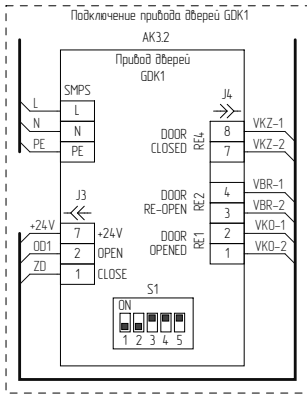 Подключение привода дверей GDK1
AK3.2
Привод дверей
GDK1
SMPS
L L
N N
PE PE
J4
DOOR CLOSED RE4
8 VKZ-1
7 VKZ-2
DOOR RE-OPEN RE2
4 VBR-1
3 VBR-2
DOOR OPENED RE1
2 VKO-1
1 VKO-2
J3
+24V 7 +24V
OD1 2 OPEN
ZD 1 CLOSE
S1
ON
1 2 3 4 5